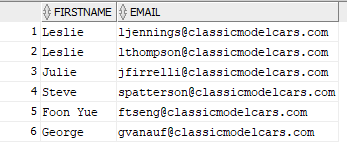 FIRSTNAME EMAIL
1 Leslie ljennings@classicmodelcars.com
2 Leslie lthompson@classicmodelcars.com
3 Julie jfirrelli@classicmodelcars.com
4 Steve spatterson@classicmodelcars.com
5 Foon Yue ftseng@classicmodelcars.com
6 George gvanauf@classicmodelcars.com